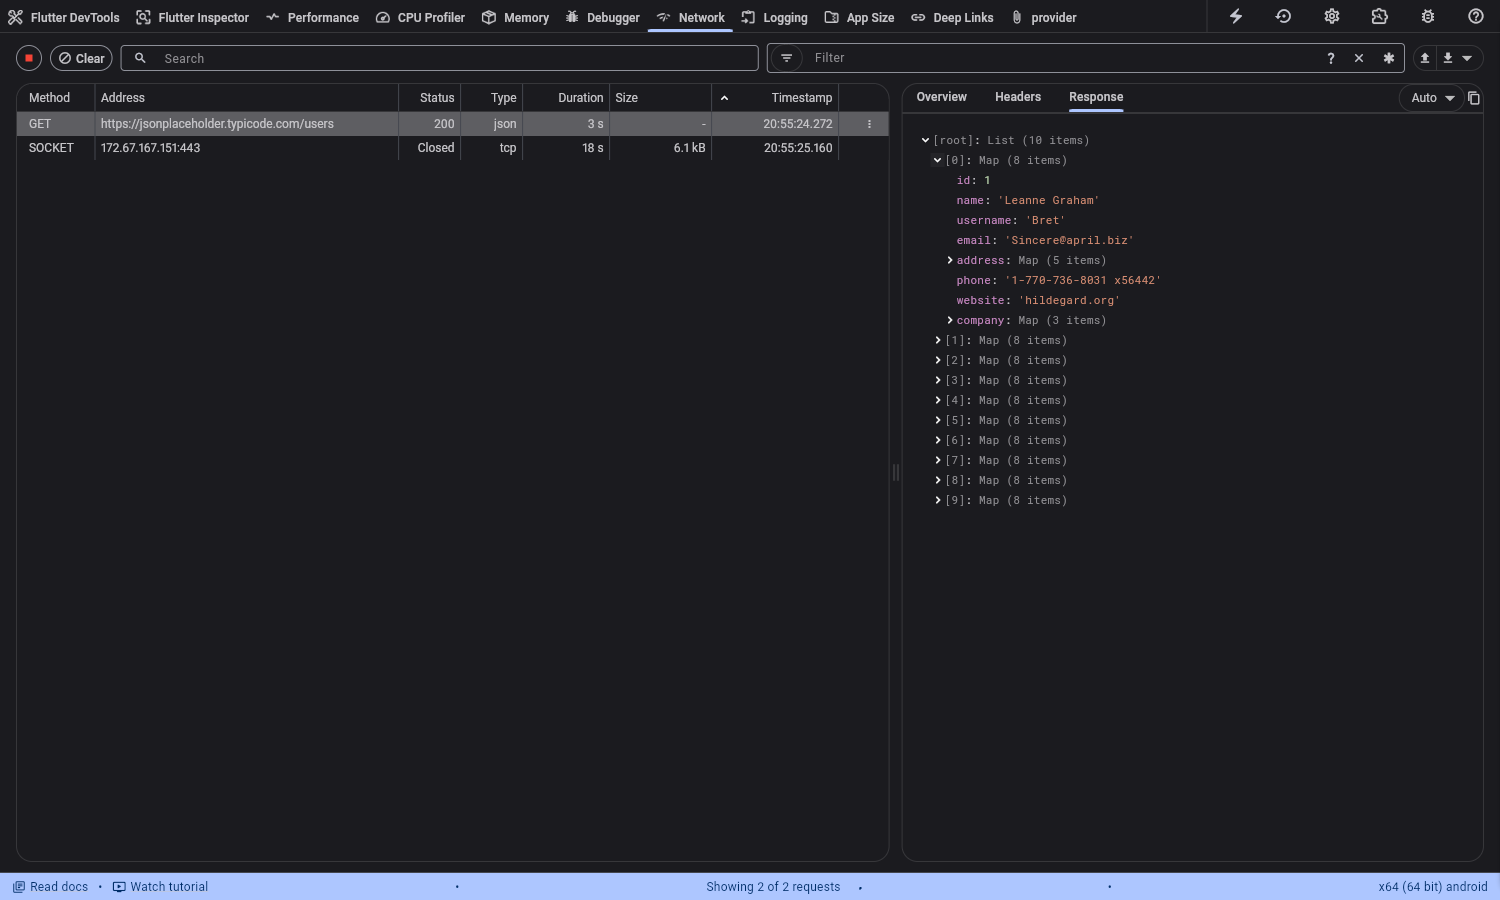 Flutter DevTools Flutter Inspector Performance CPU Profiler Memory Debugger Network Logging App Size Deep Links provider
Clear Search Filter ?
Method Address Status Type Duration Size Timestamp
GET https://jsonplaceholder.typicode.com/users 200 json 3 s - 20:55:24.272
SOCKET 172.67.167.151:443 Closed tcp 18 s 6.1 kB 20:55:25.160
Overview Headers Response Auto
[root]: List (10 items)
[0]: Map (8 items)
id: 1
name: 'Leanne Graham'
username: 'Bret'
email: 'Sincere@april.biz'
address: Map (5 items)
phone: '1-770-736-8031 x56442'
website: 'hildegard.org'
company: Map (3 items)
[1]: Map (8 items)
[2]: Map (8 items)
[3]: Map (8 items)
[4]: Map (8 items)
[5]: Map (8 items)
[6]: Map (8 items)
[7]: Map (8 items)
[8]: Map (8 items)
[9]: Map (8 items)
Read docs • Watch tutorial • Showing 2 of 2 requests • • x64 (64 bit) android